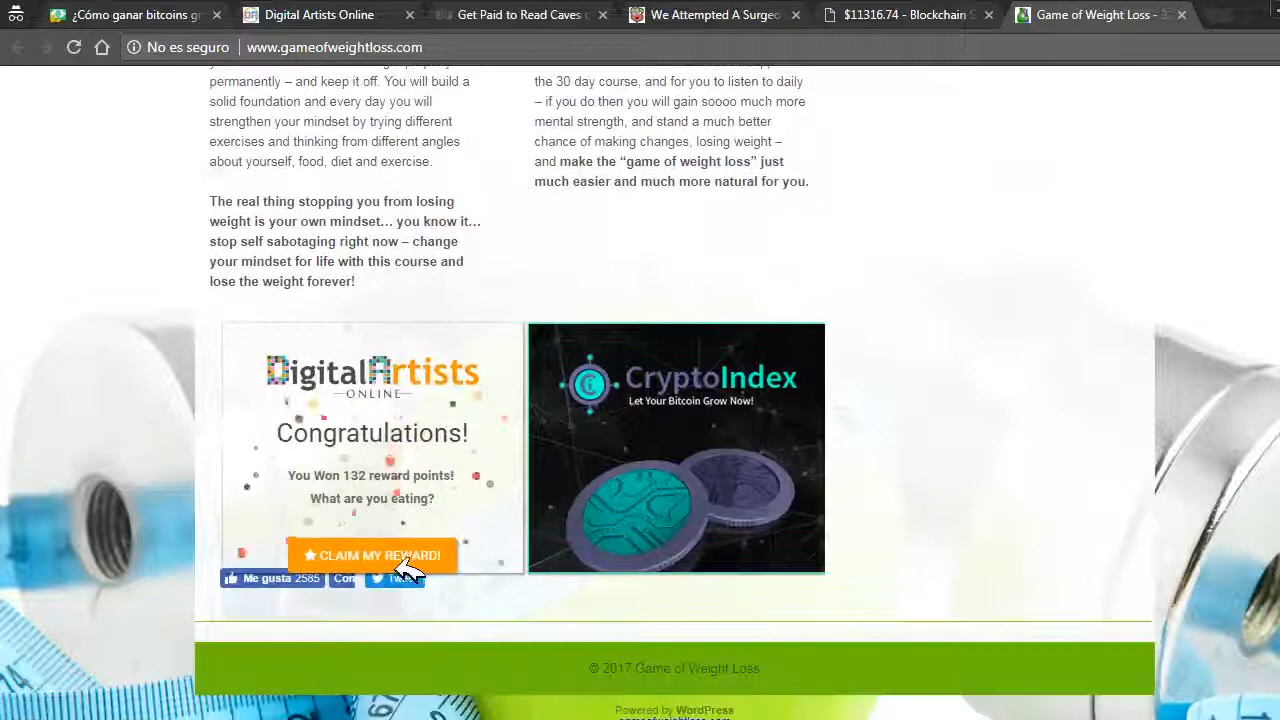 ¿Cómo ganar bitcoins gr
Digital Artists Online
Get Paid to Read Caves
We Attempted A Surgeo
$11316.74 - Blockchain
Game of Weight Loss -
No es seguro
www.gameofweightloss.com
permanently – and keep it off. You will build a
solid foundation and every day you will
strengthen your mindset by trying different
exercises and thinking from different angles
about yourself, food, diet and exercise.
The real thing stopping you from losing
weight is your own mindset… you know it…
stop self sabotaging right now – change
your mindset for life with this course and
lose the weight forever!
the 30 day course, and for you to listen to daily
– if you do then you will gain soooo much more
mental strength, and stand a much better
chance of making changes, losing weight –
and make the “game of weight loss” just
much easier and much more natural for you.
DigitalArtists
ONLINE
Congratulations!
You Won 132 reward points!
What are you eating?
CLAIM MY REWARD!
CryptoIndex
Let Your Bitcoin Grow Now!
Me gusta 2585
Con
© 2017 Game of Weight Loss
Powered by WordPress
gameofweightloss.com